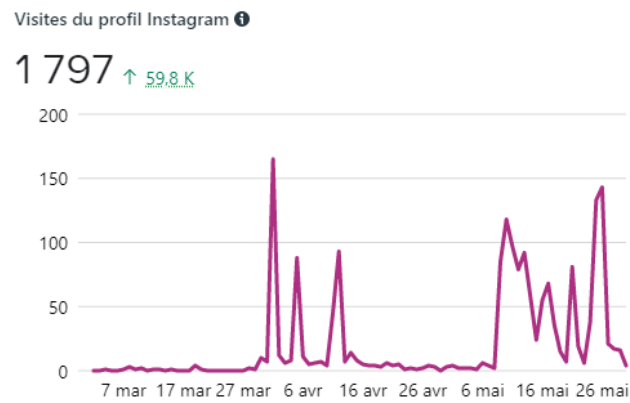 Visites du profil Instagram
1 797 ↑ 59,8 K
200
150
100
50
0
7 mar 17 mar 27 mar 6 avr 16 avr 26 avr 6 mai 16 mai 26 mai